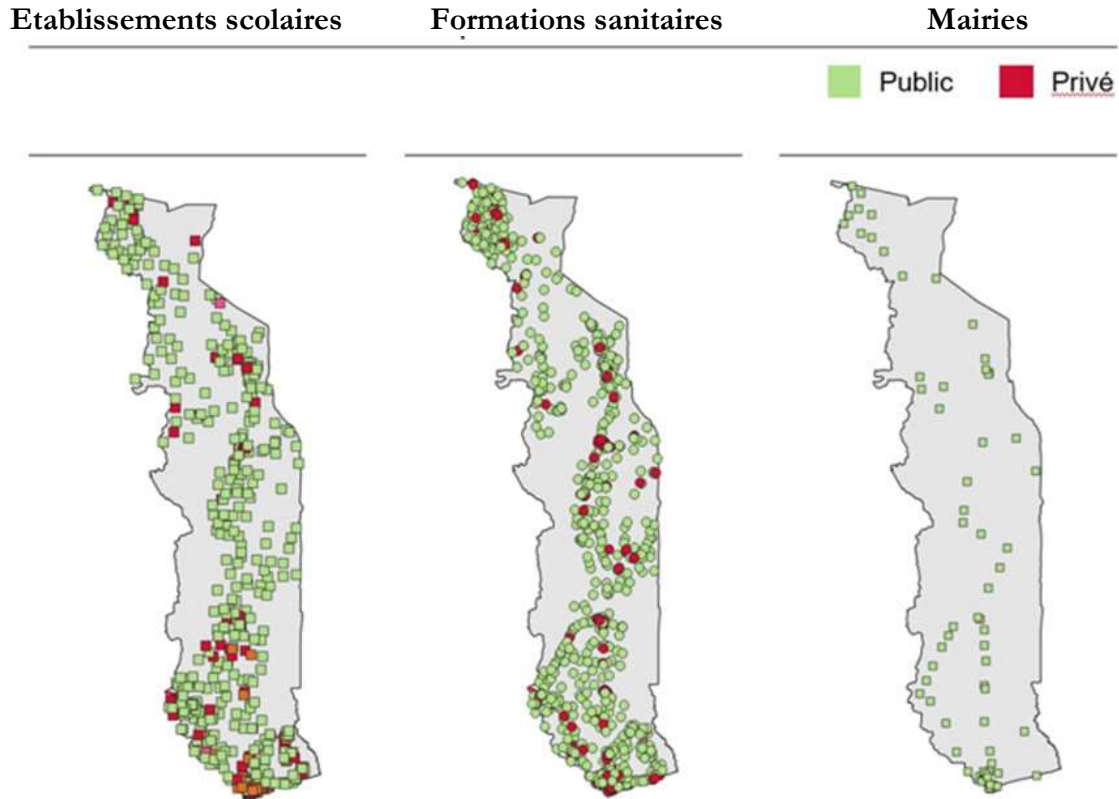 Etablissements scolaires
Formations sanitaires
Mairies
Public
Privé